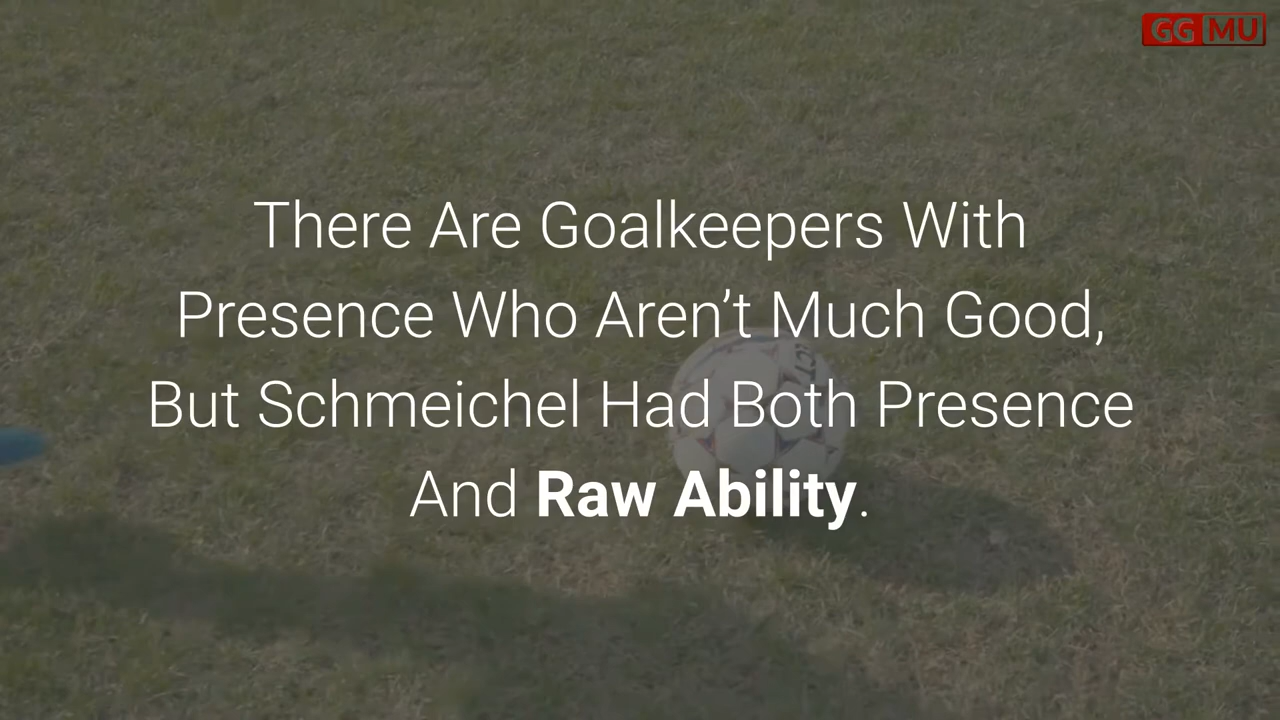 GG MU
There Are Goalkeepers With
Presence Who Aren’t Much Good,
But Schmeichel Had Both Presence
And Raw Ability.